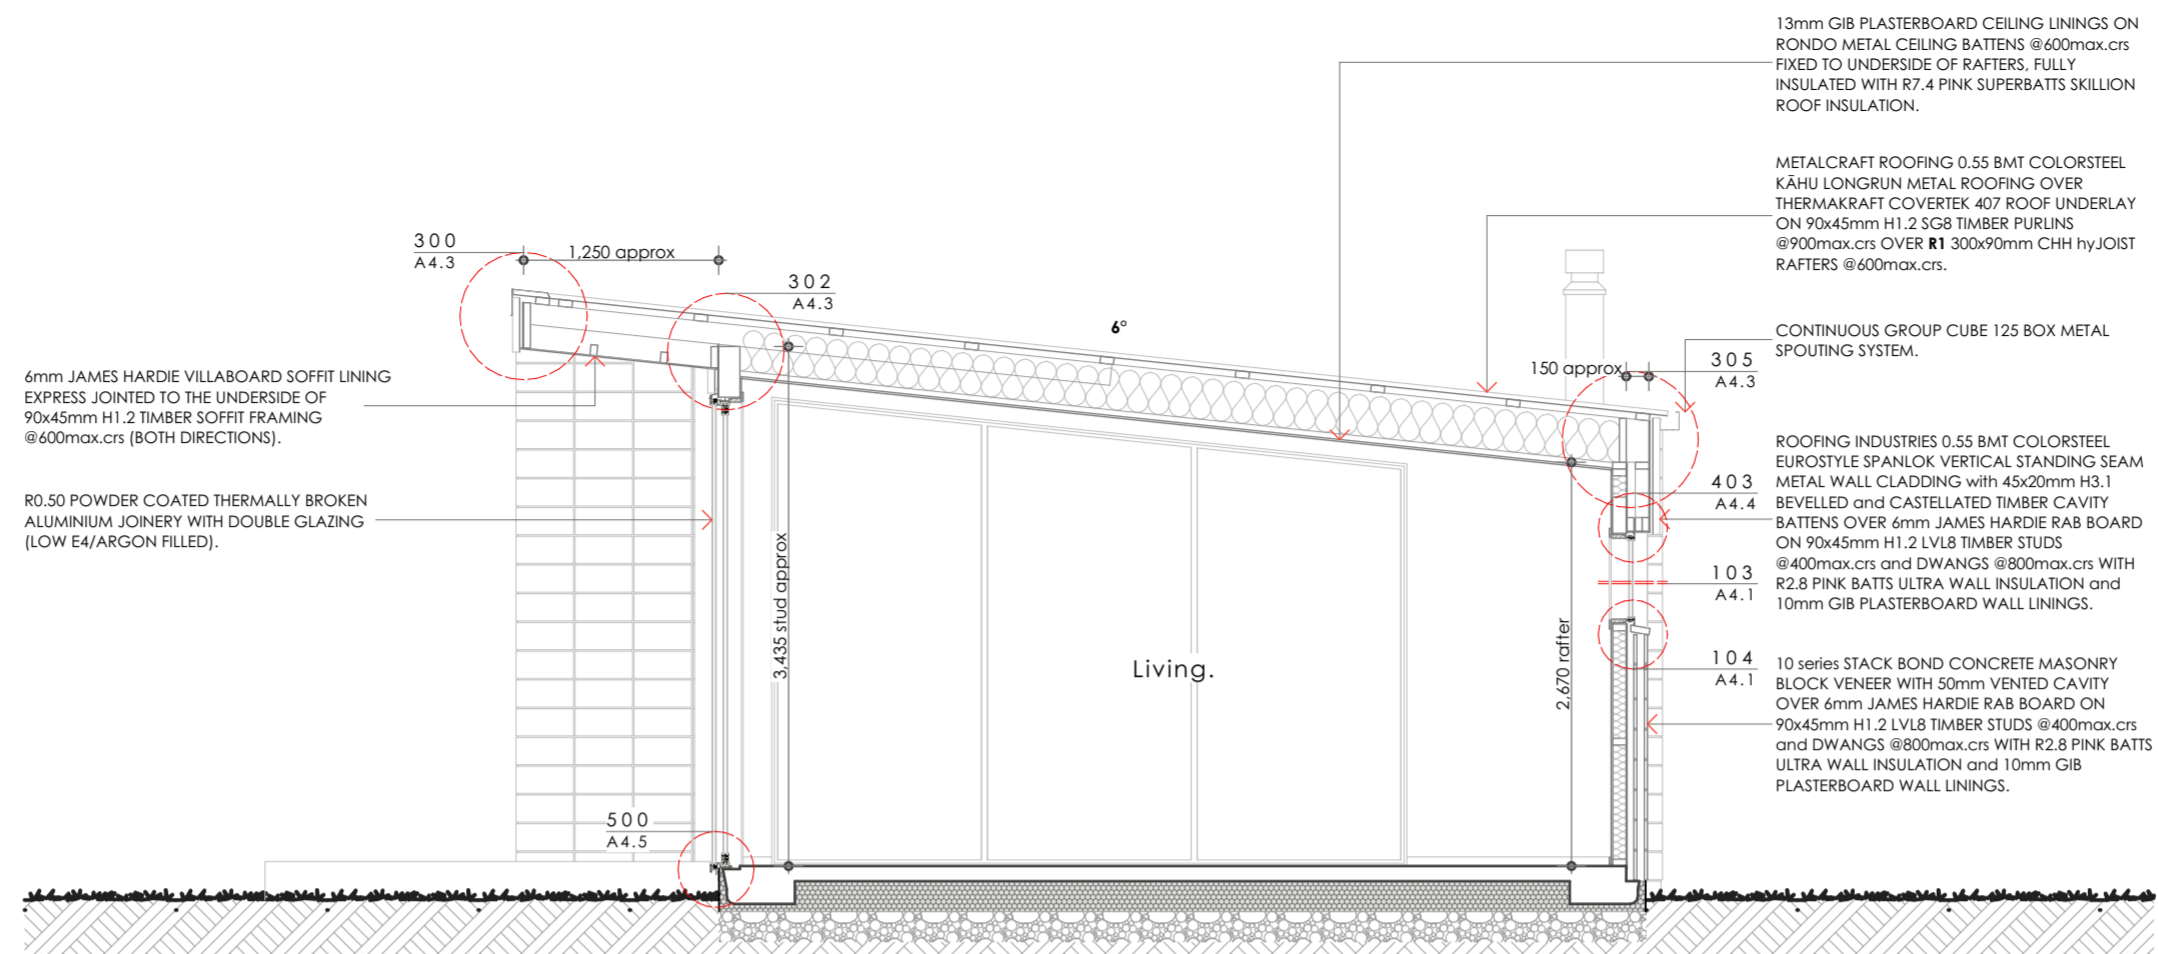 13mm GIB PLASTERBOARD CEILING LININGS ON
RONDO METAL CEILING BATTENS @600max.crs
FIXED TO UNDERSIDE OF RAFTERS, FULLY
INSULATED WITH R7.4 PINK SUPERBATTS SKILLION
ROOF INSULATION.
METALCRAFT ROOFING 0.55 BMT COLORSTEEL
KĀHU LONGRUN METAL ROOFING OVER
THERMAKRAFT COVERTEK 407 ROOF UNDERLAY
ON 90x45mm H1.2 SG8 TIMBER PURLINS
@900max.crs OVER R1 300x90mm CHH hyJOIST
RAFTERS @600max.crs.
300
A4.3
1,250 approx
302
A4.3
6°
CONTINUOUS GROUP CUBE 125 BOX METAL
SPOUTING SYSTEM.
150 approx
305
A4.3
6mm JAMES HARDIE VILLABOARD SOFFIT LINING
EXPRESS JOINTED TO THE UNDERSIDE OF
90x45mm H1.2 TIMBER SOFFIT FRAMING
@600max.crs (BOTH DIRECTIONS).
R0.50 POWDER COATED THERMALLY BROKEN
ALUMINIUM JOINERY WITH DOUBLE GLAZING
(LOW E4/ARGON FILLED).
ROOFING INDUSTRIES 0.55 BMT COLORSTEEL
EUROSTYLE SPANLOK VERTICAL STANDING SEAM
METAL WALL CLADDING with 45x20mm H3.1
BEVELLED and CASTELLATED TIMBER CAVITY
BATTENS OVER 6mm JAMES HARDIE RAB BOARD
ON 90x45mm H1.2 LVL8 TIMBER STUDS
@400max.crs and DWANGS @800max.crs WITH
R2.8 PINK BATTS ULTRA WALL INSULATION and
10mm GIB PLASTERBOARD WALL LININGS.
403
A4.4
103
A4.1
3,435 stud approx
Living.
2,670 rafter
104
A4.1
10 series STACK BOND CONCRETE MASONRY
BLOCK VENEER WITH 50mm VENTED CAVITY
OVER 6mm JAMES HARDIE RAB BOARD ON
90x45mm H1.2 LVL8 TIMBER STUDS @400max.crs
and DWANGS @800max.crs WITH R2.8 PINK BATTS
ULTRA WALL INSULATION and 10mm GIB
PLASTERBOARD WALL LININGS.
500
A4.5